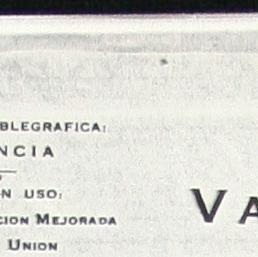 BLEGRAFICA:
NCIA
N USO:
CION MEJORADA
UNION
VA